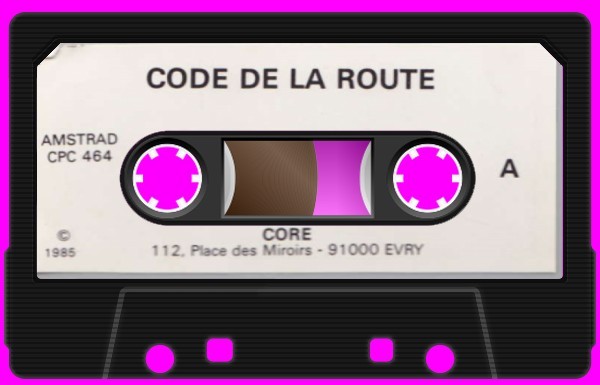 CODE DE LA ROUTE
AMSTRAD
CPC 464
A
CORE
112, Place des Miroirs - 91000 EVRY
©
1985